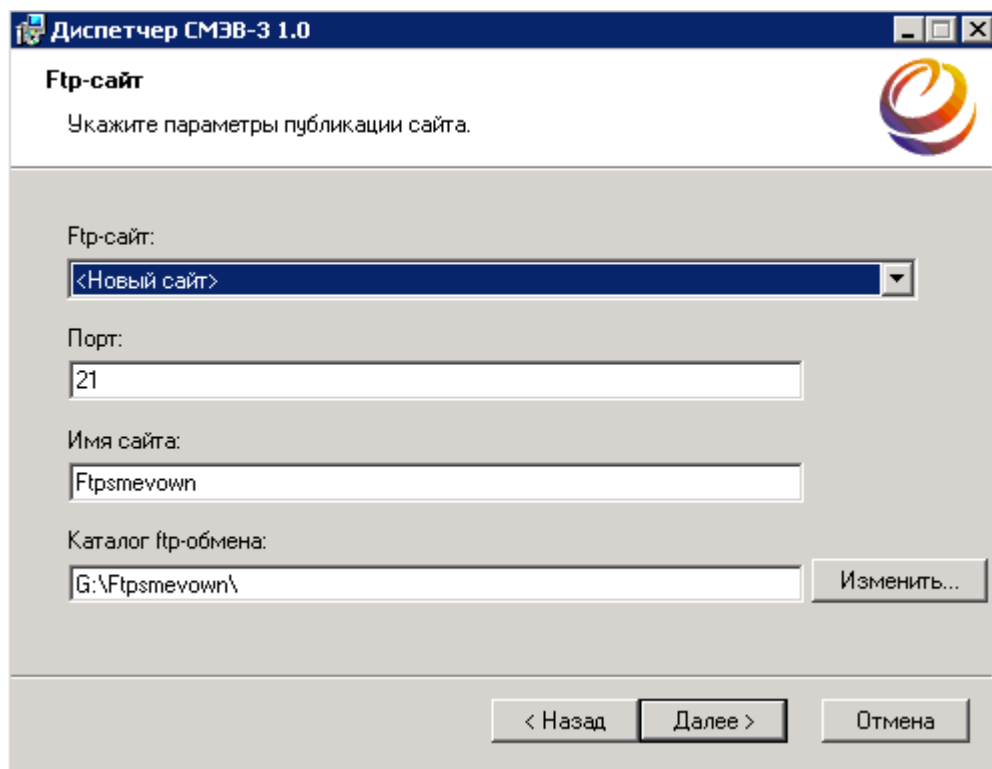 Диспетчер СМЭВ-3 1.0
Ftp-сайт
Укажите параметры публикации сайта.
Ftp-сайт:
<Новый сайт>
Порт:
21
Имя сайта:
Ftpsmevown
Каталог ftp-обмена:
G:\Ftpsmevown\
Изменить...
< Назад
Далее >
Отмена